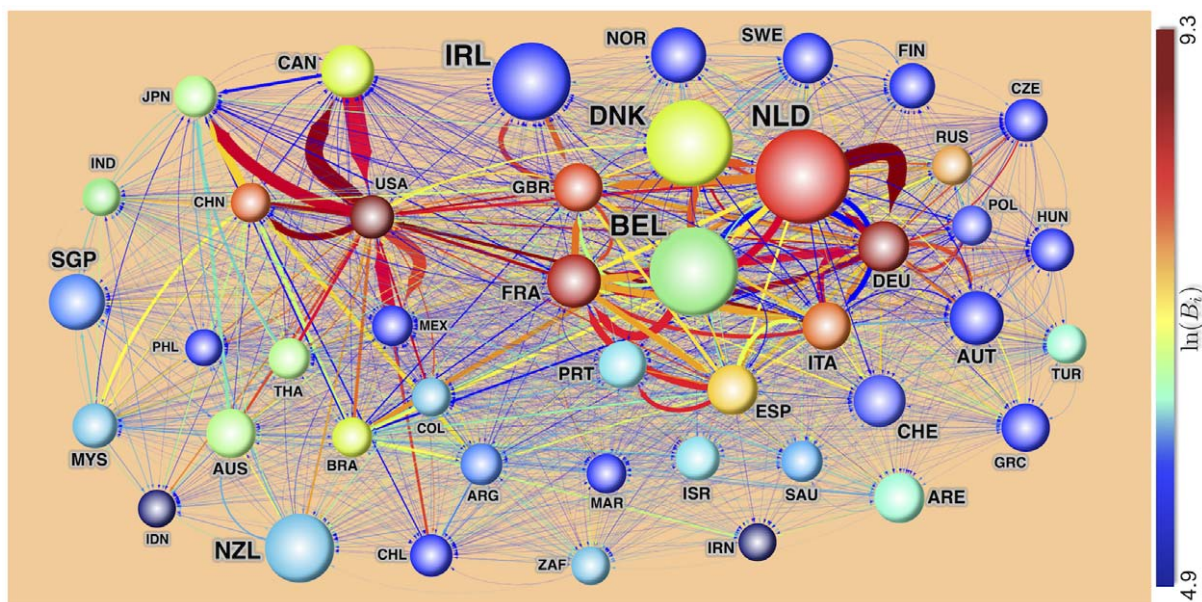 IRL
NOR
SWE
FIN
CAN
JPN
DNK
NLD
CZE
RUS
IND
CHN
USA
GBR
POL
HUN
BEL
SGP
FRA
DEU
MEX
PHL
THA
PRT
ITA
AUT
TUR
ESP
COL
CHE
MYS
AUS
BRA
ARG
MAR
ISR
SAU
ARE
GRC
IDN
NZL
CHL
ZAF
IRN
9.3
ln(B_i)
4.9